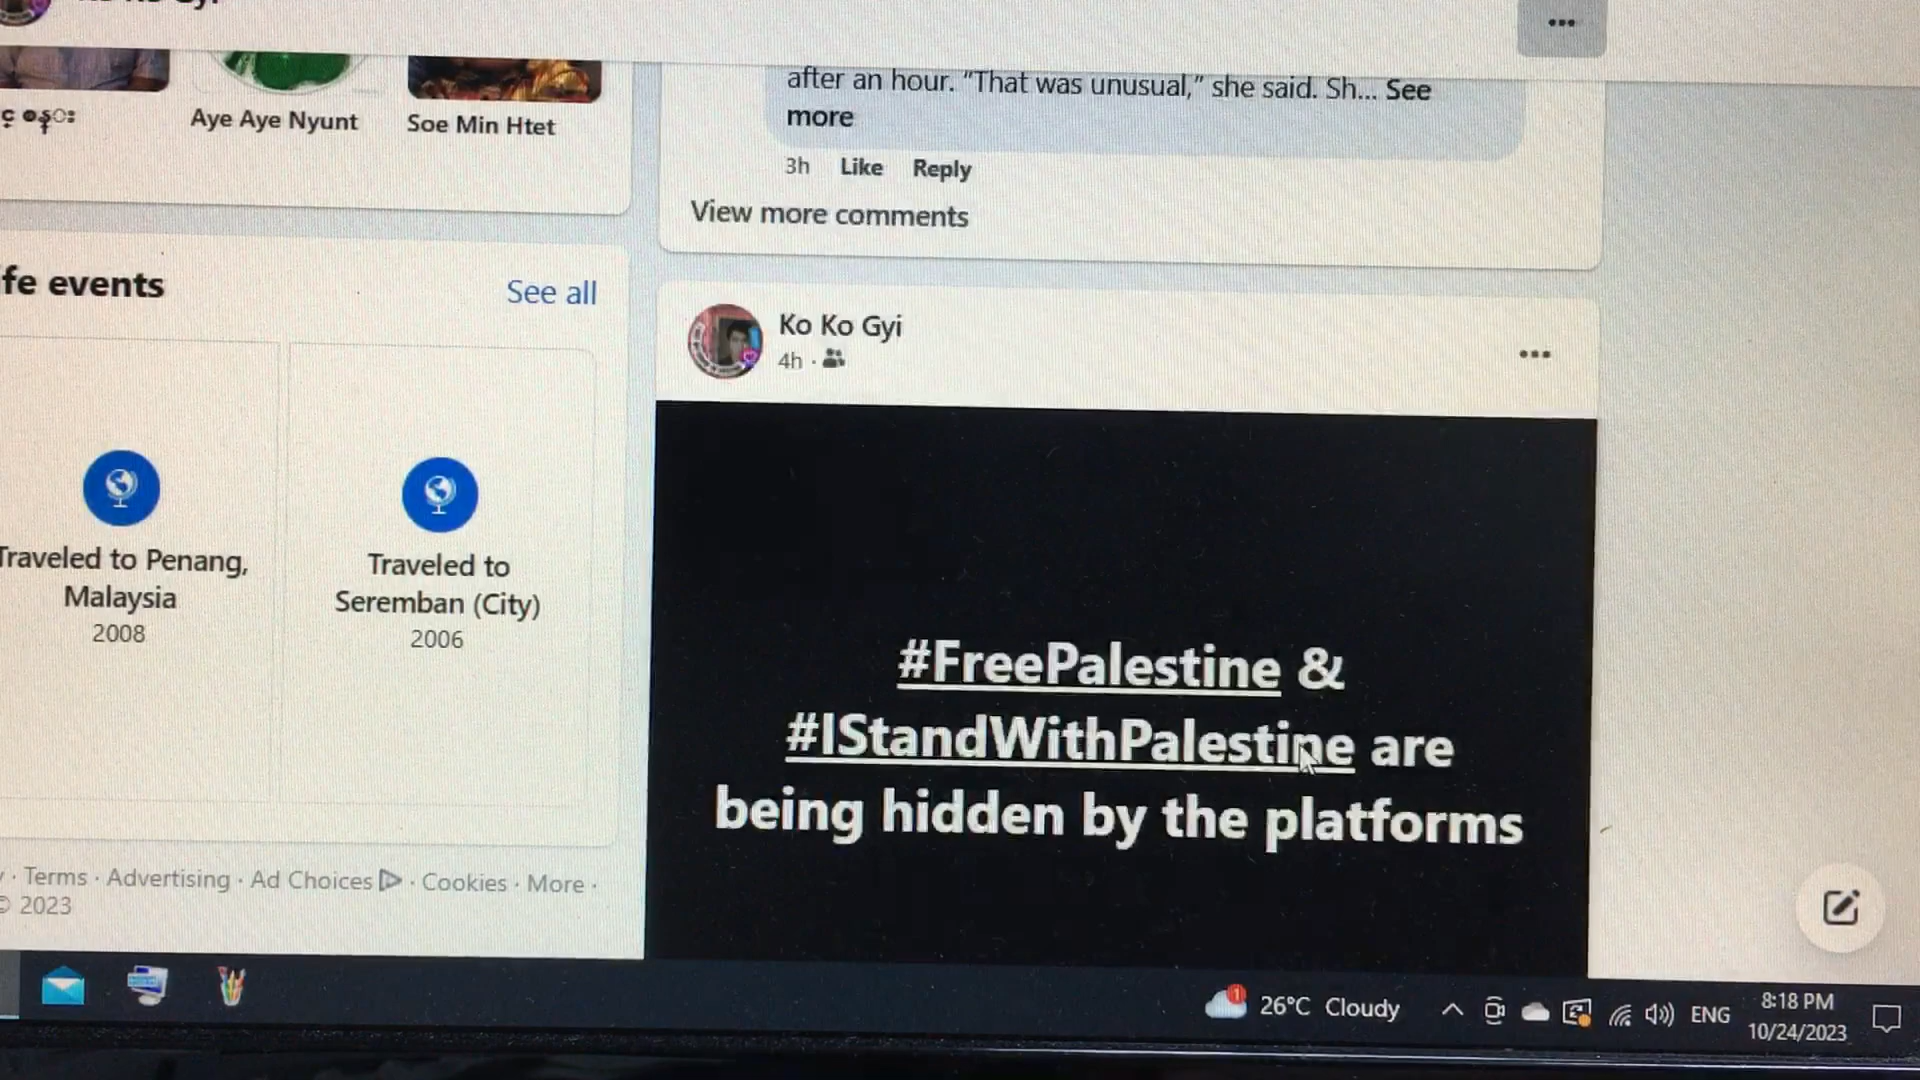 Aye Aye Nyunt
Soe Min Htet
after an hour. "That was unusual," she said. Sh... See
more
3h Like Reply
View more comments
fe events
See all
Traveled to Penang,
Malaysia
2008
Traveled to
Seremban (City)
2006
Terms · Advertising · Ad Choices · Cookies · More ·
© 2023
Ko Ko Gyi
4h ·
#FreePalestine &
#IStandWithPalestine are
being hidden by the platforms
1
26°C Cloudy
ENG
8:18 PM
10/24/2023